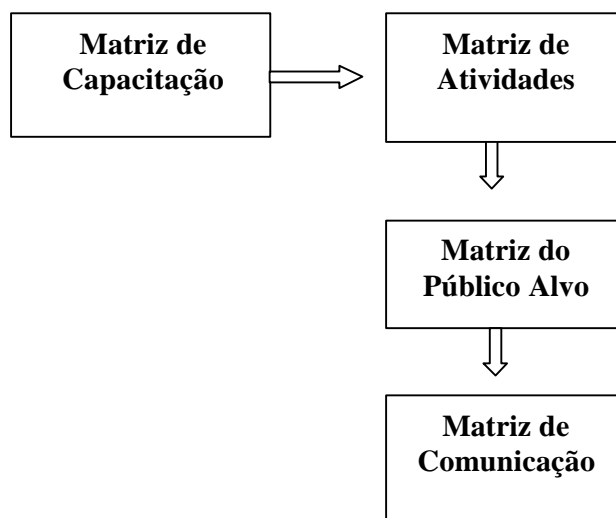 Matriz de
Capacitação
Matriz de
Atividades
Matriz do
Público Alvo
Matriz de
Comunicação